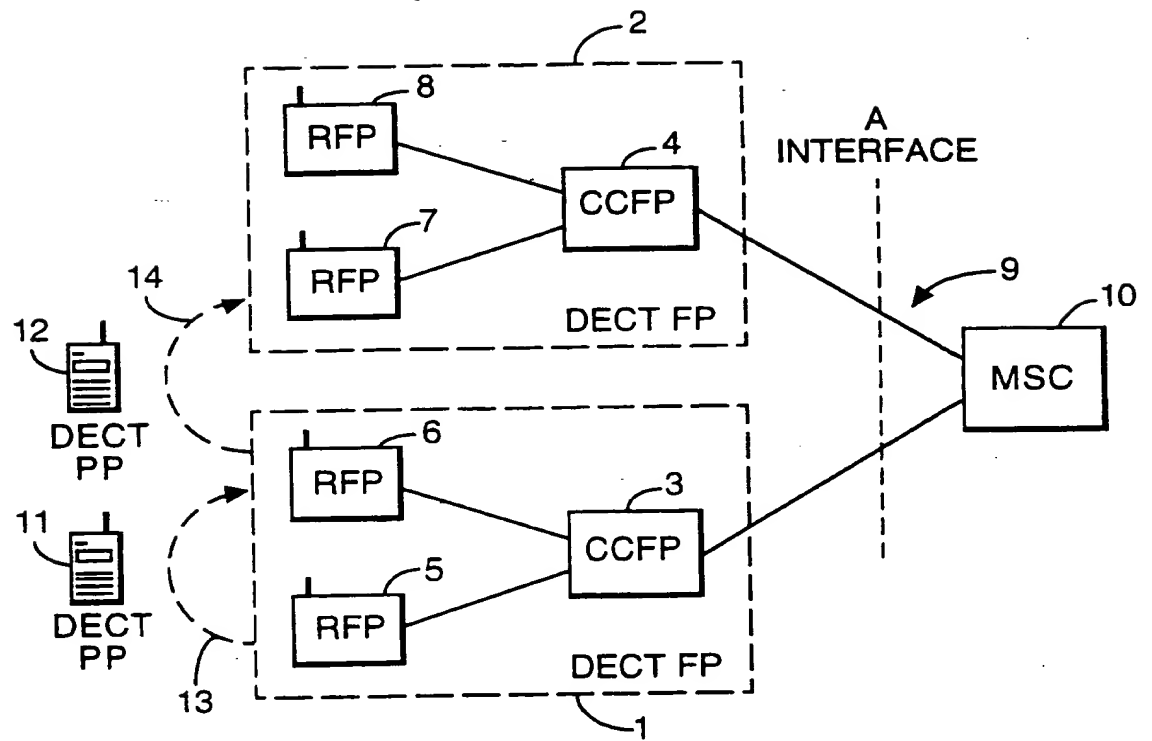 2
8
RFP
4
CCFP
A
INTERFACE
7
RFP
14
DECT FP
9
10
MSC
12
DECT
PP
6
RFP
3
CCFP
11
DECT
PP
5
RFP
13
DECT FP
1